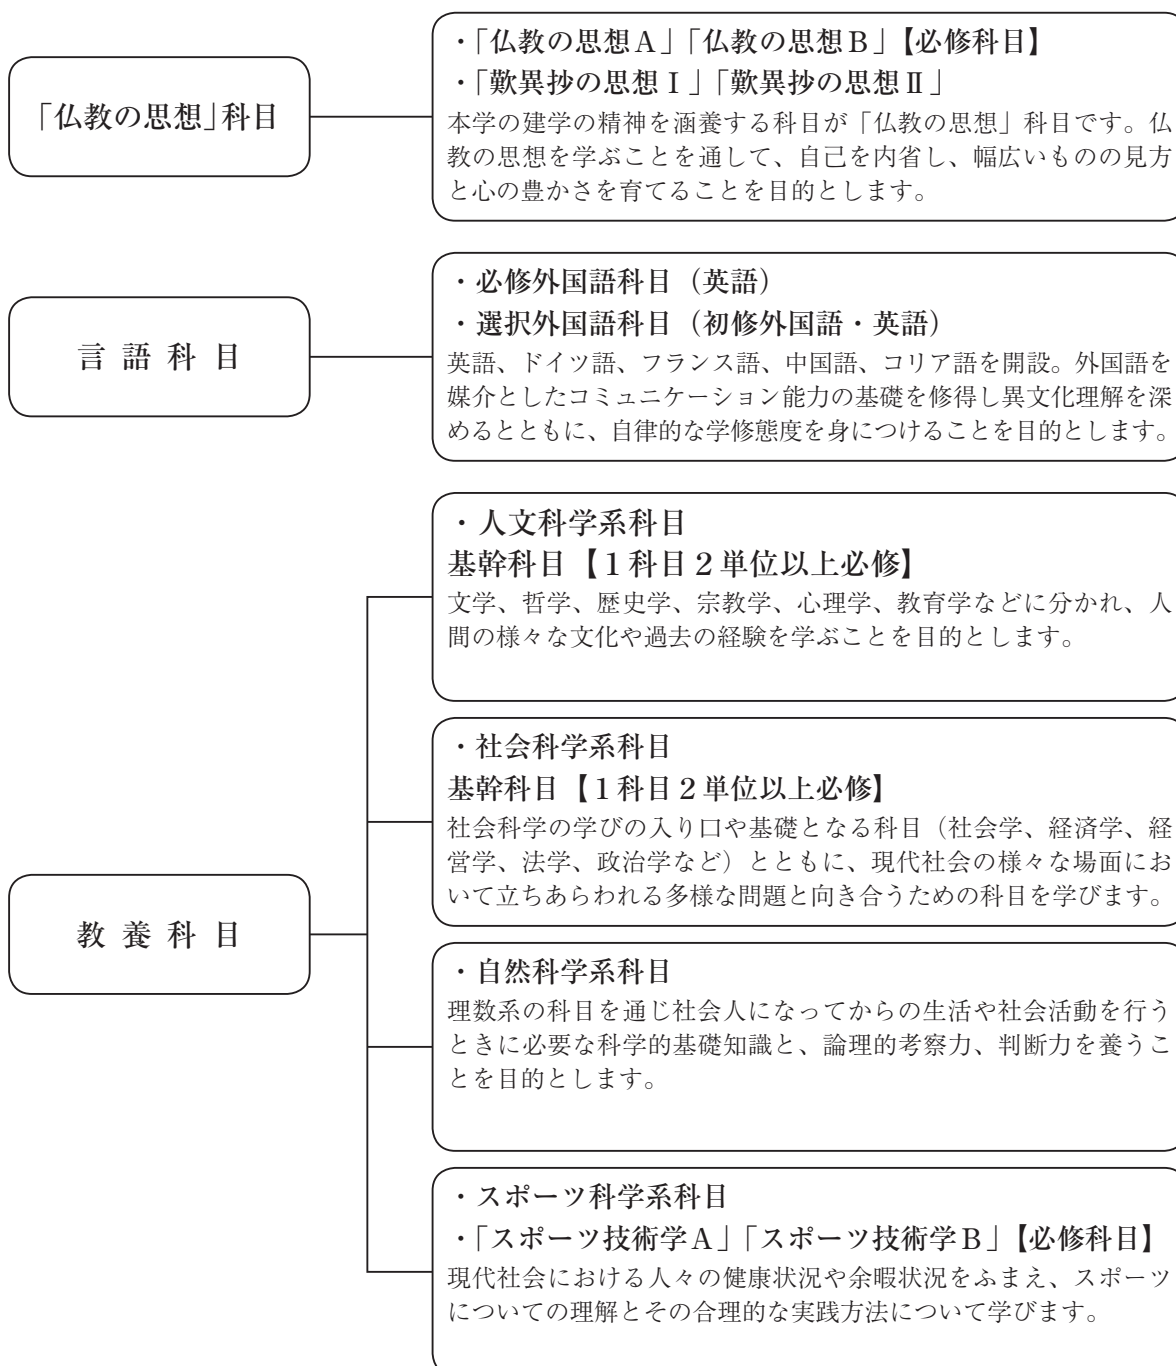 「仏教の思想」科目
・「仏教の思想A」「仏教の思想B」【必修科目】
・「歎異抄の思想Ⅰ」「歎異抄の思想Ⅱ」
本学の建学の精神を涵養する科目が「仏教の思想」科目です。仏
教の思想を学ぶことを通して、自己を内省し、幅広いものの見方
と心の豊かさを育てることを目的とします。
言語科目
・必修外国語科目（英語）
・選択外国語科目（初修外国語・英語）
英語、ドイツ語、フランス語、中国語、コリア語を開設。外国語を
媒介としたコミュニケーション能力の基礎を修得し異文化理解を深
めるとともに、自律的な学修態度を身につけることを目的とします。
教養科目
・人文科学系科目
基幹科目【１科目２単位以上必修】
文学、哲学、歴史学、宗教学、心理学、教育学などに分かれ、人
間の様々な文化や過去の経験を学ぶことを目的とします。
・社会科学系科目
基幹科目【１科目２単位以上必修】
社会科学の学びの入り口や基礎となる科目（社会学、経済学、経
営学、法学、政治学など）とともに、現代社会の様々な場面にお
いて立ちあらわれる多様な問題と向き合うための科目を学びます。
・自然科学系科目
理数系の科目を通じ社会人になってからの生活や社会活動を行う
ときに必要な科学的基礎知識と、論理的考察力、判断力を養うこ
とを目的とします。
・スポーツ科学系科目
・「スポーツ技術学A」「スポーツ技術学B」【必修科目】
現代社会における人々の健康状況や余暇状況をふまえ、スポーツ
についての理解とその合理的な実践方法について学びます。